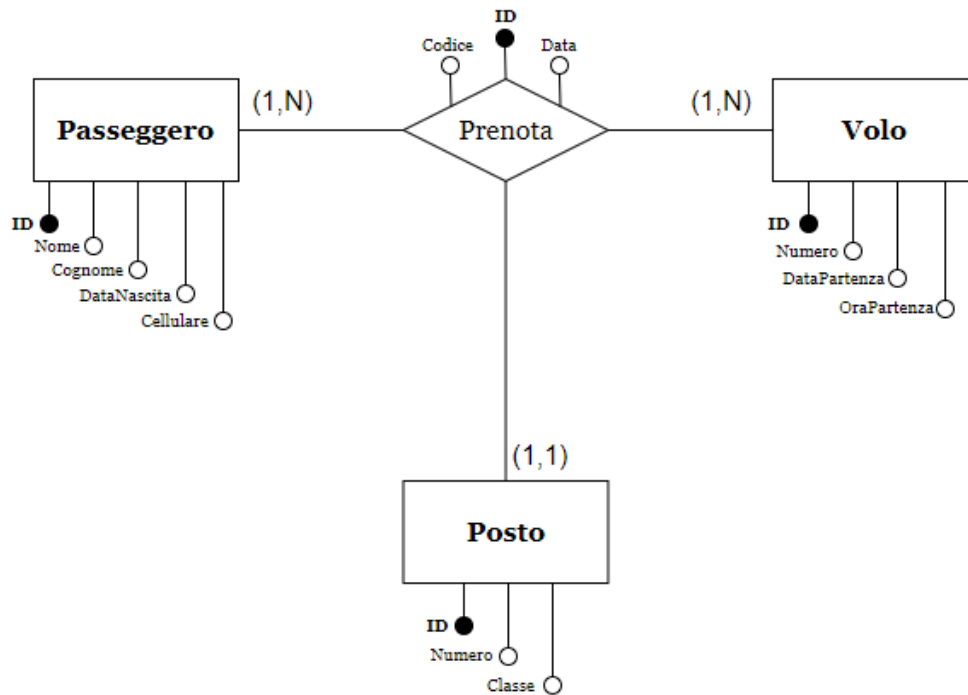 ID
Codice
Data
(1,N)
(1,N)
Passeggero
Prenota
Volo
ID
Nome
Cognome
DataNascita
Cellulare
ID
Numero
DataPartenza
OraPartenza
(1,1)
Posto
ID
Numero
Classe